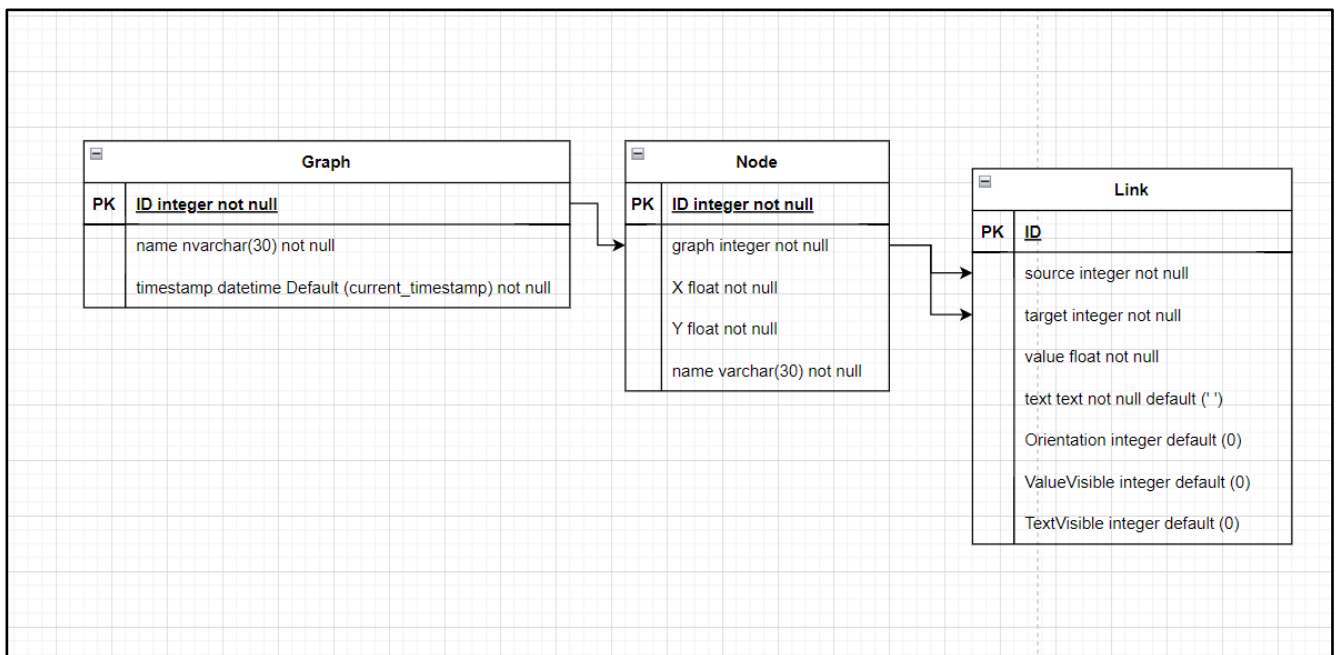 Graph
PK ID integer not null
name nvarchar(30) not null
timestamp datetime Default (current_timestamp) not null
Node
PK ID integer not null
graph integer not null
X float not null
Y float not null
name varchar(30) not null
Link
PK ID
source integer not null
target integer not null
value float not null
text text not null default (' ')
Orientation integer default (0)
ValueVisible integer default (0)
TextVisible integer default (0)